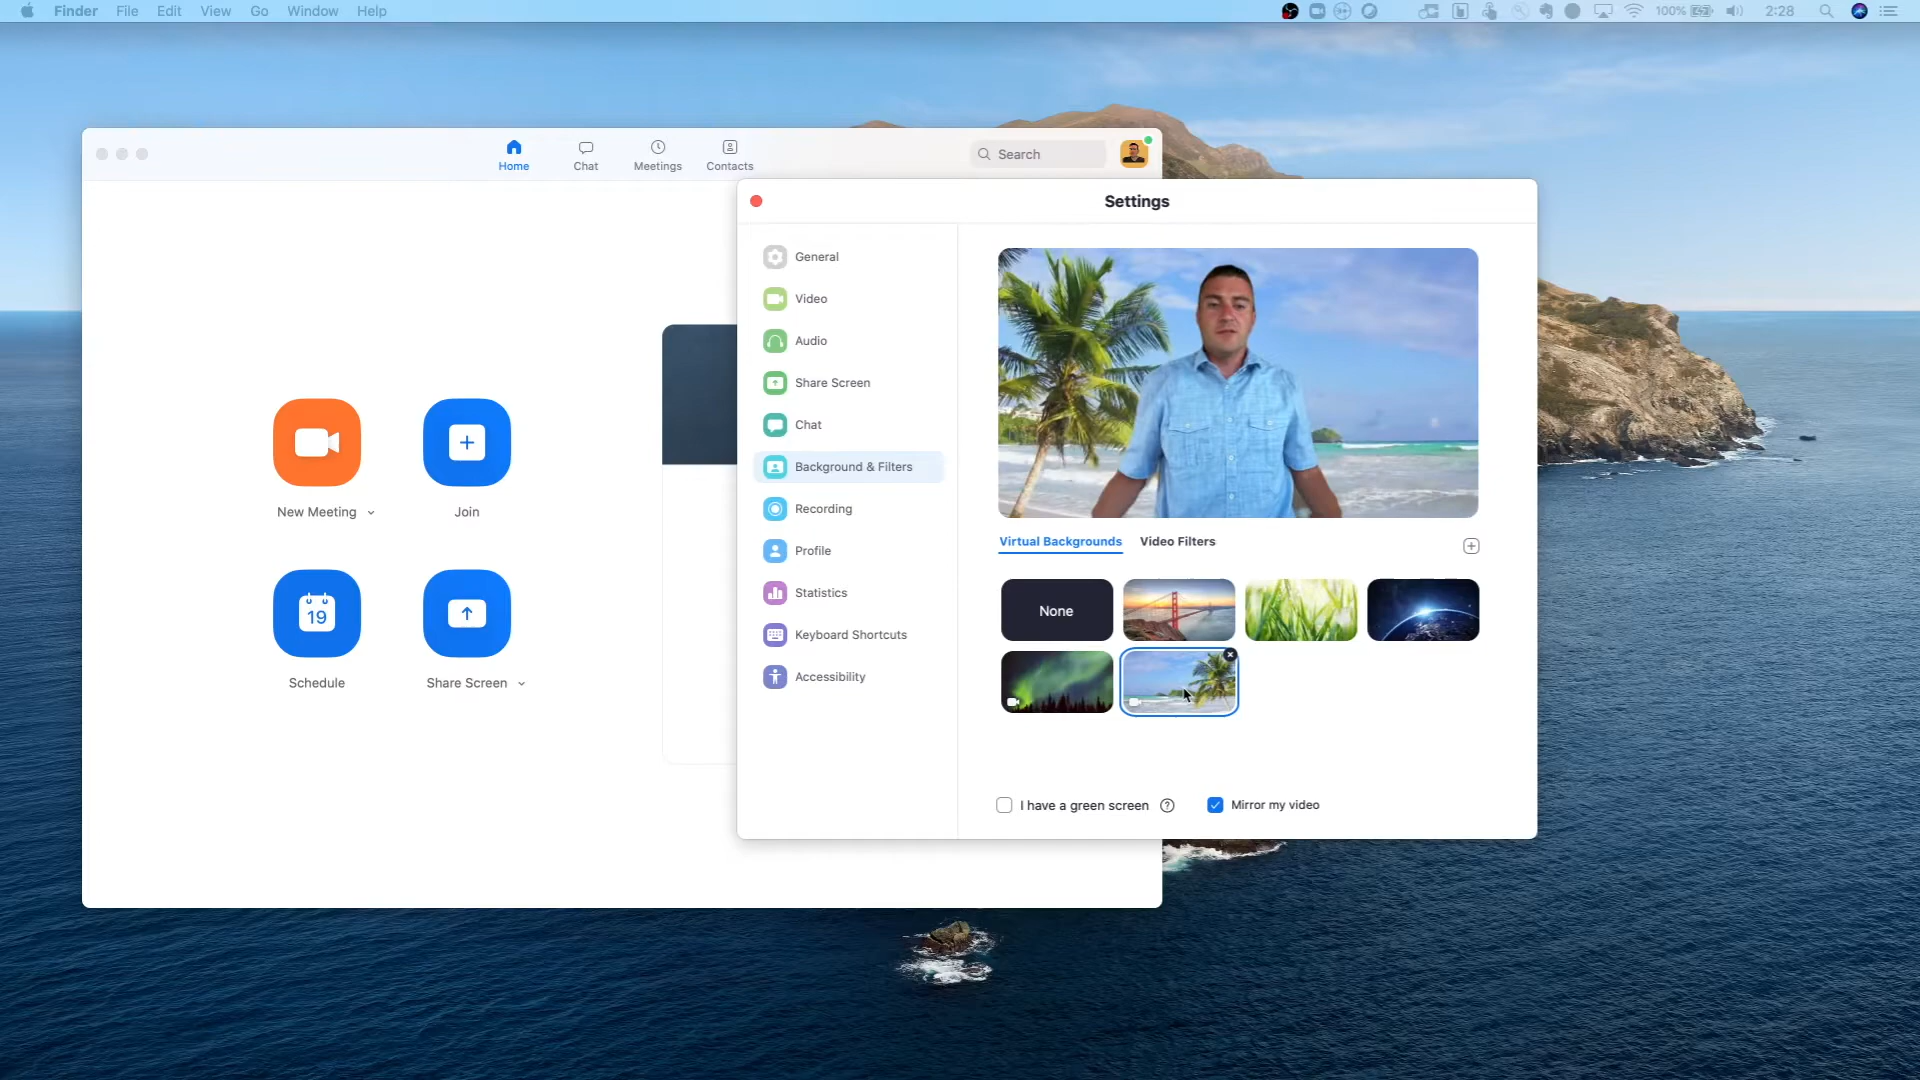 Finder File Edit View Go Window Help
100% 2:28
Home Chat Meetings Contacts
Search
New Meeting
Join
19
Schedule
Share Screen
Settings
General
Video
Audio
Share Screen
Chat
Background & Filters
Recording
Profile
Statistics
Keyboard Shortcuts
Accessibility
Virtual Backgrounds Video Filters
None
I have a green screen ? Mirror my video